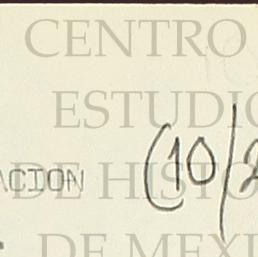 CENTRO
ESTUDIO
ACION (10/2
DE HISTO
DE MEXI